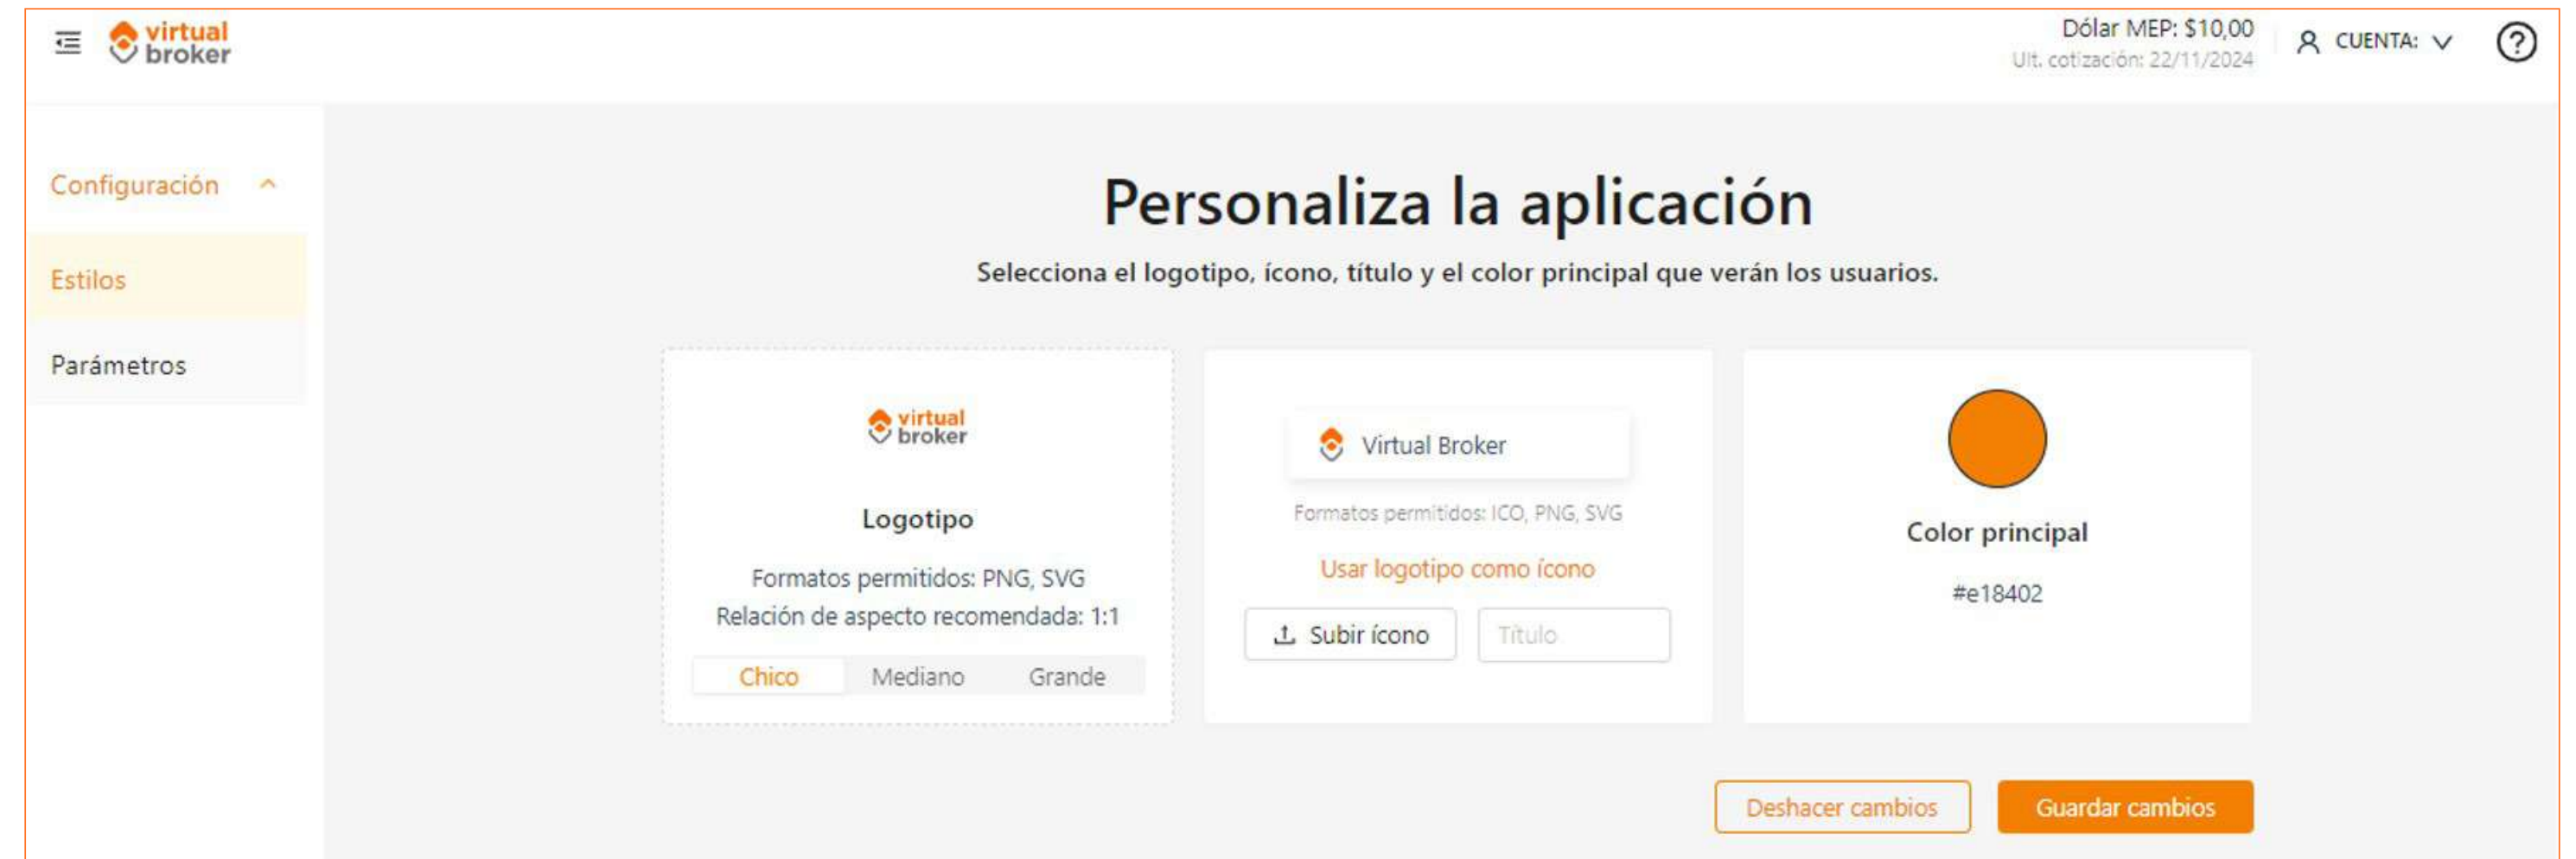 virtual
broker
Dólar MEP: $10,00
Ult. cotización: 22/11/2024
CUENTA:
Configuración
Estilos
Parámetros
Personaliza la aplicación
Selecciona el logotipo, ícono, título y el color principal que verán los usuarios.
virtual
broker
Logotipo
Formatos permitidos: PNG, SVG
Relación de aspecto recomendada: 1:1
Chico Mediano Grande
Virtual Broker
Formatos permitidos: ICO, PNG, SVG
Usar logotipo como ícono
Subir ícono
Título
Color principal
#e18402
Deshacer cambios
Guardar cambios